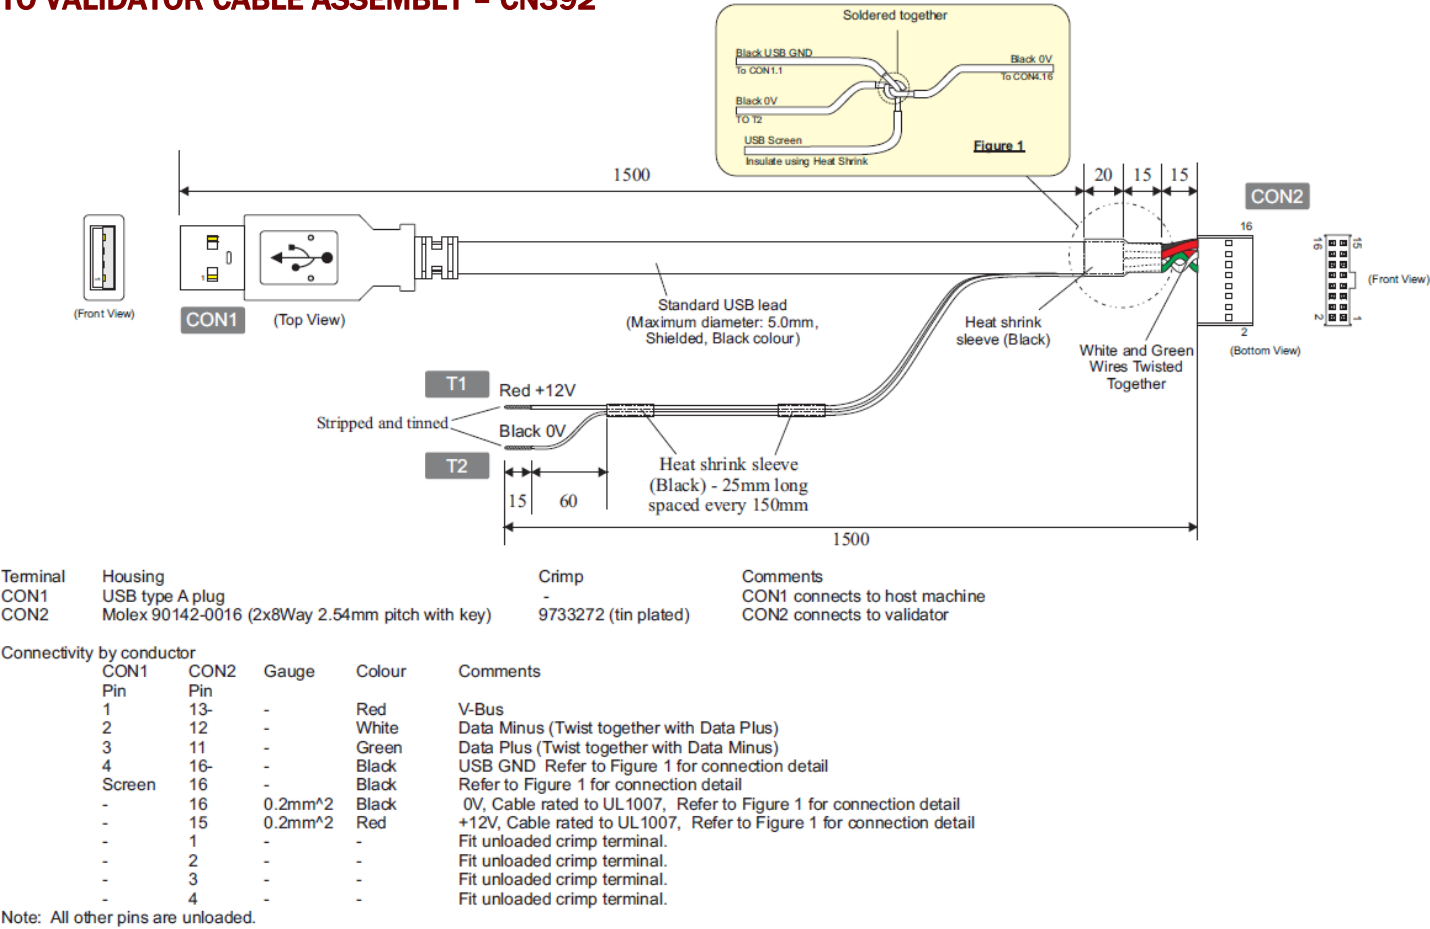 TO VALIDATOR CABLE ASSEMBLY – CN392
Soldered together
Black USB GND
To CON1.1
Black 0V
To CON4.16
Black 0V
TO T2
USB Screen
Insulate using Heat Shrink
Figure 1
1500
20
15
15
CON2
16
16
15
(Front View)
2
1
2
(Bottom View)
1
(Front View)
CON1
(Top View)
Standard USB lead
(Maximum diameter: 5.0mm,
Shielded, Black colour)
Heat shrink
sleeve (Black)
White and Green
Wires Twisted
Together
T1
Red +12V
Stripped and tinned
Black 0V
T2
Heat shrink sleeve
(Black) - 25mm long
spaced every 150mm
15
60
1500
Terminal Housing Crimp Comments
CON1 USB type A plug - CON1 connects to host machine
CON2 Molex 90142-0016 (2x8Way 2.54mm pitch with key) 9733272 (tin plated) CON2 connects to validator
Connectivity by conductor
CON1 CON2 Gauge Colour Comments
Pin Pin
1 13- - Red V-Bus
2 12 - White Data Minus (Twist together with Data Plus)
3 11 - Green Data Plus (Twist together with Data Minus)
4 16- - Black USB GND Refer to Figure 1 for connection detail
Screen 16 - Black Refer to Figure 1 for connection detail
- 16 0.2mm^2 Black 0V, Cable rated to UL1007, Refer to Figure 1 for connection detail
- 15 0.2mm^2 Red +12V, Cable rated to UL1007, Refer to Figure 1 for connection detail
- 1 - - Fit unloaded crimp terminal.
- 2 - - Fit unloaded crimp terminal.
- 3 - - Fit unloaded crimp terminal.
- 4 - - Fit unloaded crimp terminal.
Note: All other pins are unloaded.